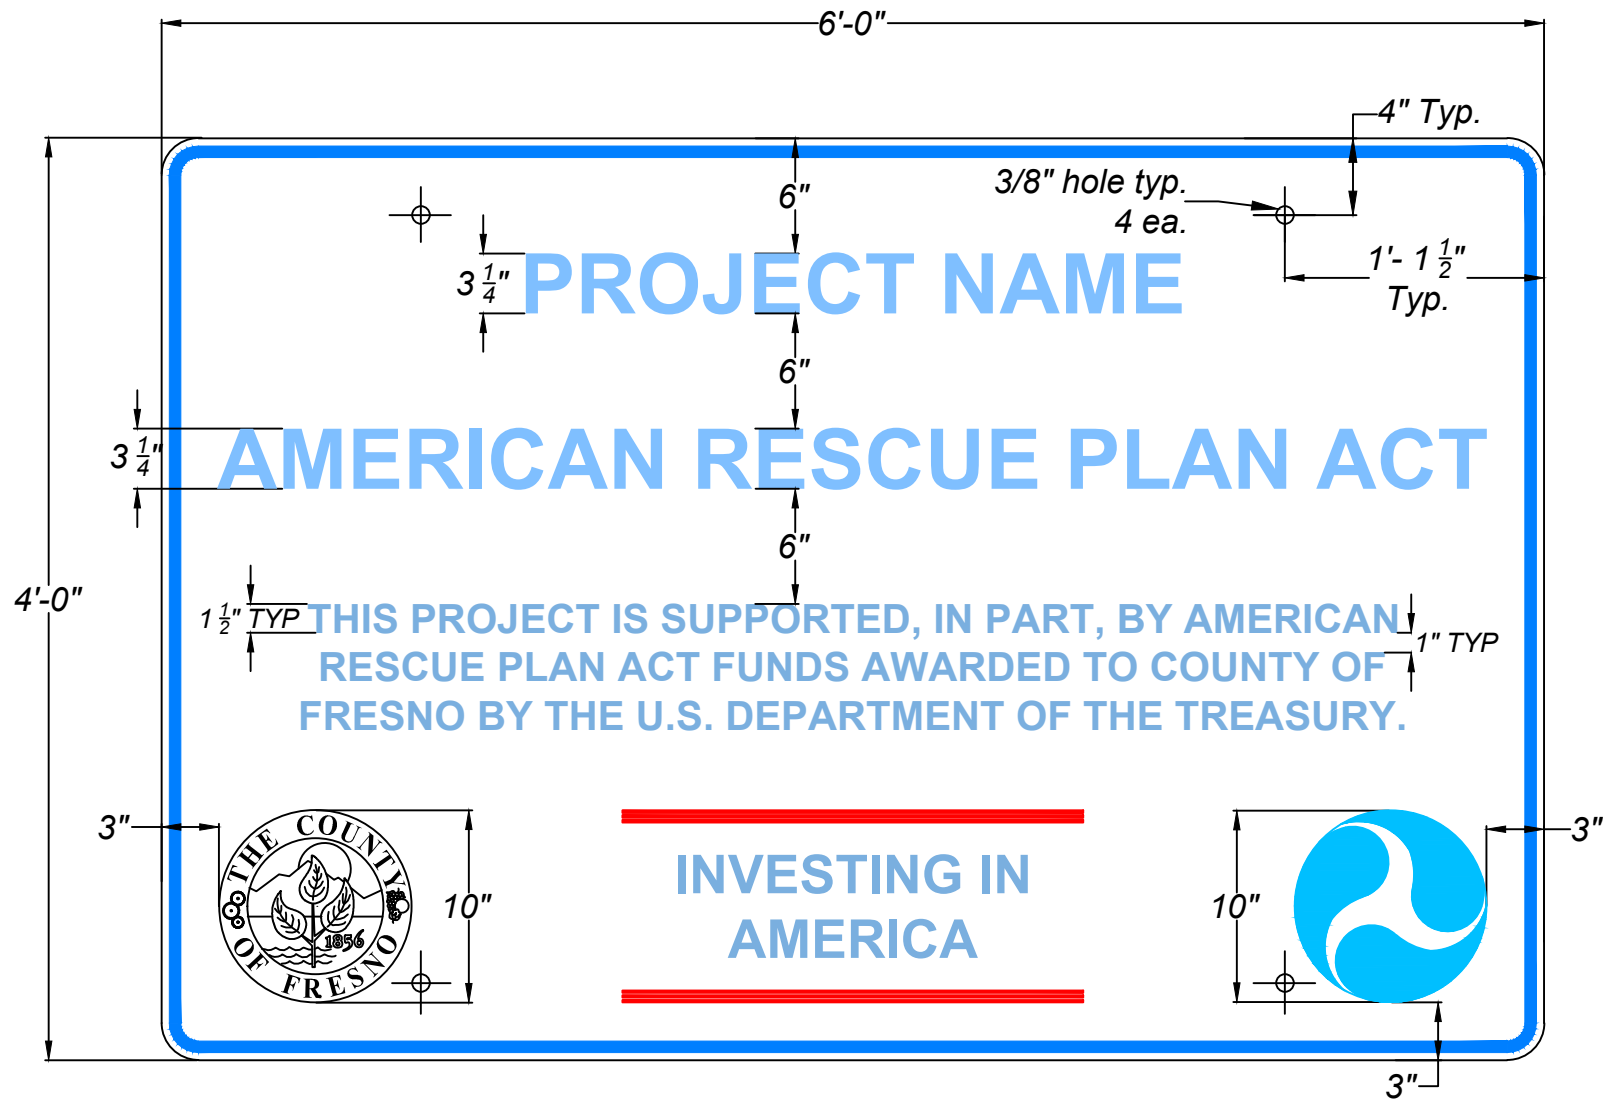 6'-0"
4" Typ.
3/8" hole typ.
4 ea.
6"
1'- 1 1/2"
Typ.
3 1/4"
PROJECT NAME
6"
3 1/4"
AMERICAN RESCUE PLAN ACT
6"
4'-0"
1 1/2" TYP
THIS PROJECT IS SUPPORTED, IN PART, BY AMERICAN
1" TYP
RESCUE PLAN ACT FUNDS AWARDED TO COUNTY OF
FRESNO BY THE U.S. DEPARTMENT OF THE TREASURY.
3"
THE COUNTY
OF FRESNO
1856
10"
INVESTING IN
AMERICA
10"
3"
3"